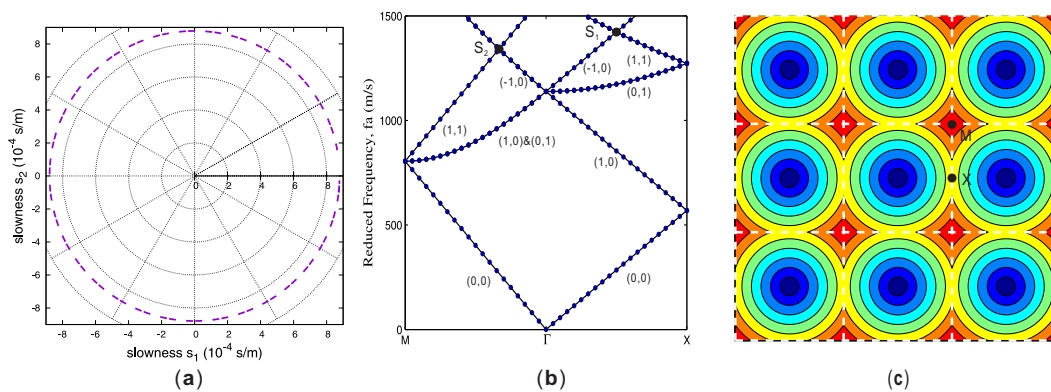 8
6
4
2
0
-2
-4
-6
-8
slowness s2 (10-4 s/m)
0 2 4 6 8
-8 -6 -4 -2 0 2 4 6 8
slowness s1 (10-4 s/m)
(a)
1500
1000
500
0
Reduced Frequency, fa (m/s)
S2
S1
(-1,0)
(-1,0)
(1,1)
(0,1)
(1,1)
(1,0)&(0,1)
(1,0)
(0,0)
(0,0)
M Γ X
(b)
M
X
(c)